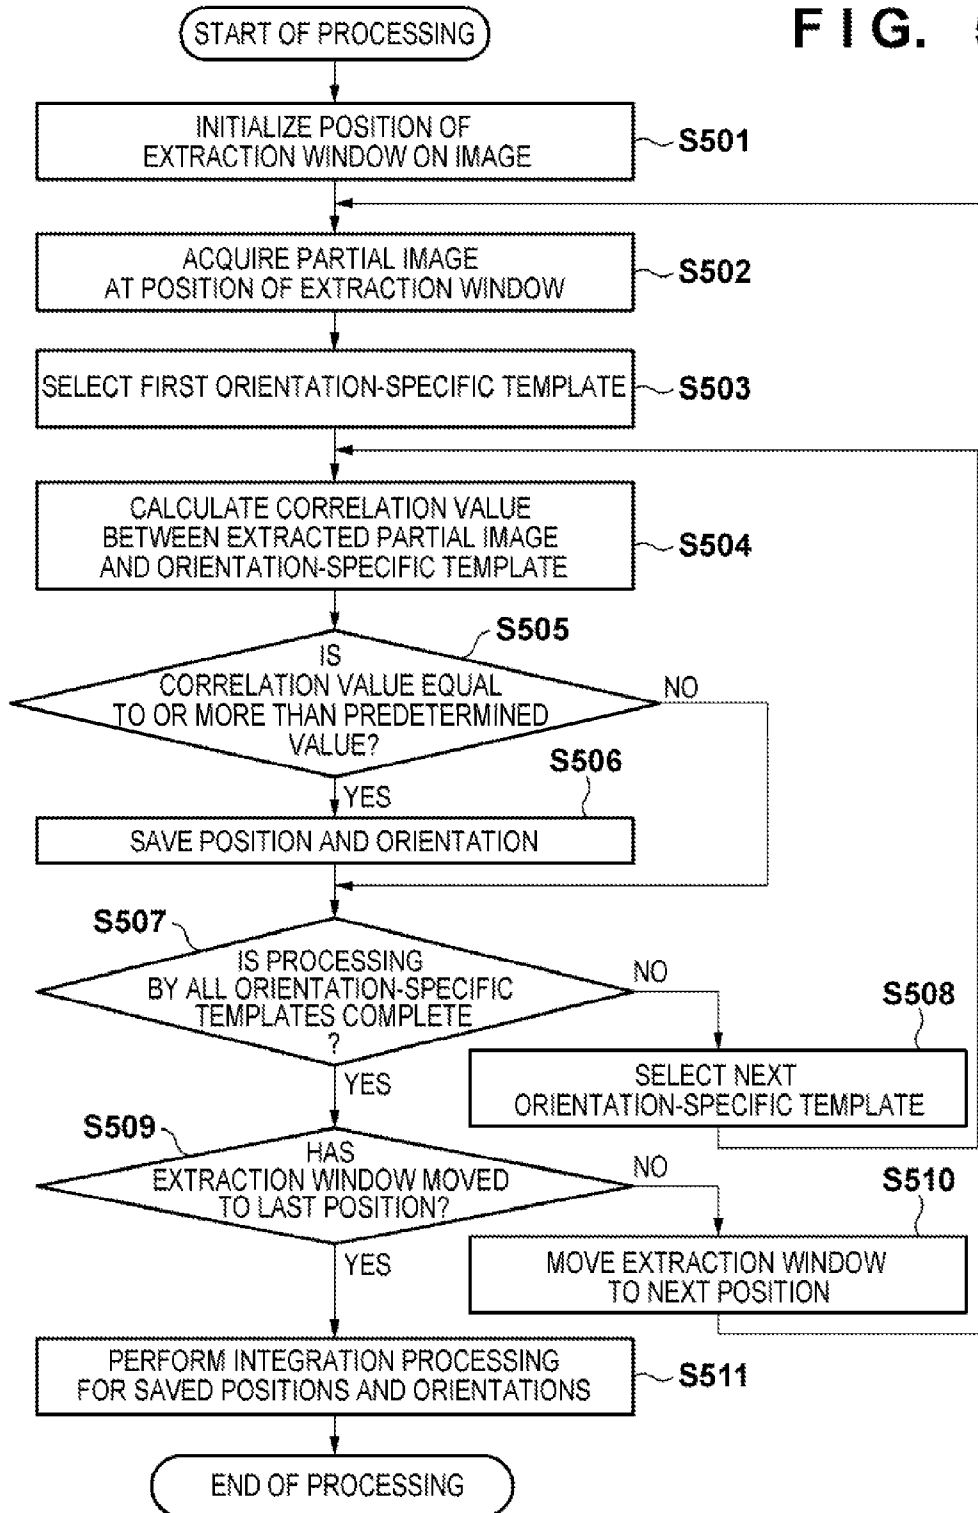 START OF PROCESSING
FIG. 5
INITIALIZE POSITION OF
EXTRACTION WINDOW ON IMAGE
S501
ACQUIRE PARTIAL IMAGE
AT POSITION OF EXTRACTION WINDOW
S502
SELECT FIRST ORIENTATION-SPECIFIC TEMPLATE
S503
CALCULATE CORRELATION VALUE
BETWEEN EXTRACTED PARTIAL IMAGE
AND ORIENTATION-SPECIFIC TEMPLATE
S504
S505
IS
CORRELATION VALUE EQUAL
TO OR MORE THAN PREDETERMINED
VALUE?
NO
YES
S506
SAVE POSITION AND ORIENTATION
S507
IS PROCESSING
BY ALL ORIENTATION-SPECIFIC
TEMPLATES COMPLETE
?
NO
YES
S508
SELECT NEXT
ORIENTATION-SPECIFIC TEMPLATE
S509
HAS
EXTRACTION WINDOW MOVED
TO LAST POSITION?
NO
YES
S510
MOVE EXTRACTION WINDOW
TO NEXT POSITION
PERFORM INTEGRATION PROCESSING
FOR SAVED POSITIONS AND ORIENTATIONS
S511
END OF PROCESSING